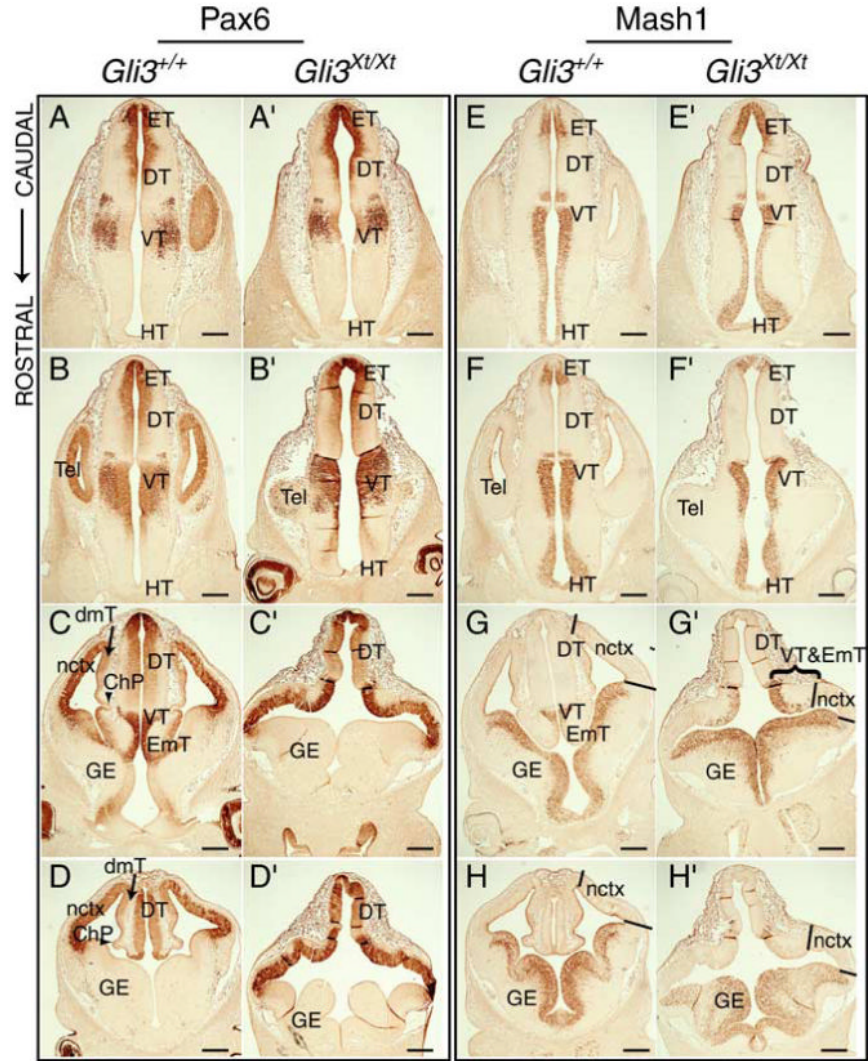 Pax6 Mash1
Gli3+/+ Gli3Xt/Xt Gli3+/+ Gli3Xt/Xt
CAUDAL
ROSTRAL
A ET DT VT HT
A' ET DT VT HT
E ET DT VT HT
E' ET DT VT HT
B ET DT Tel VT HT
B' ET DT Tel VT HT
F ET DT Tel VT HT
F' ET DT VT Tel HT
C dmT nctx DT ChP VT EmT GE
C' DT GE
G DT nctx VT EmT GE
G' DT VT&EmT nctx GE
D dmT nctx DT ChP GE
D' DT GE
H nctx GE
H' nctx GE